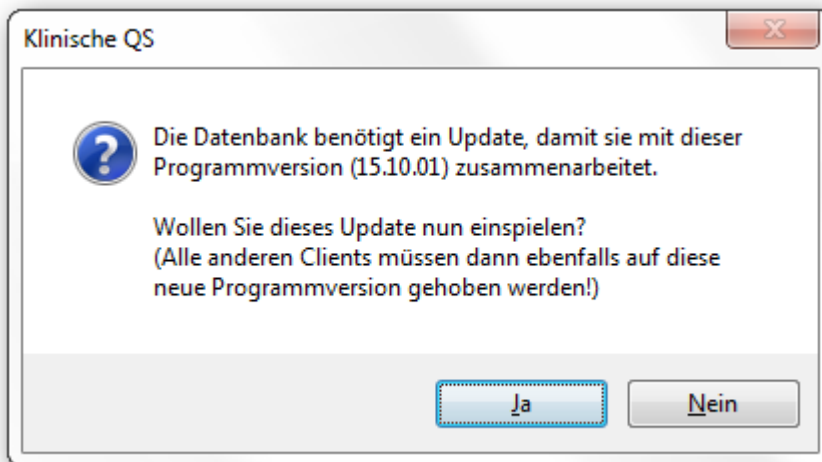 Klinische QS
Die Datenbank benötigt ein Update, damit sie mit dieser
Programmversion (15.10.01) zusammenarbeitet.
Wollen Sie dieses Update nun einspielen?
(Alle anderen Clients müssen dann ebenfalls auf diese
neue Programmversion gehoben werden!)
Ja
Nein